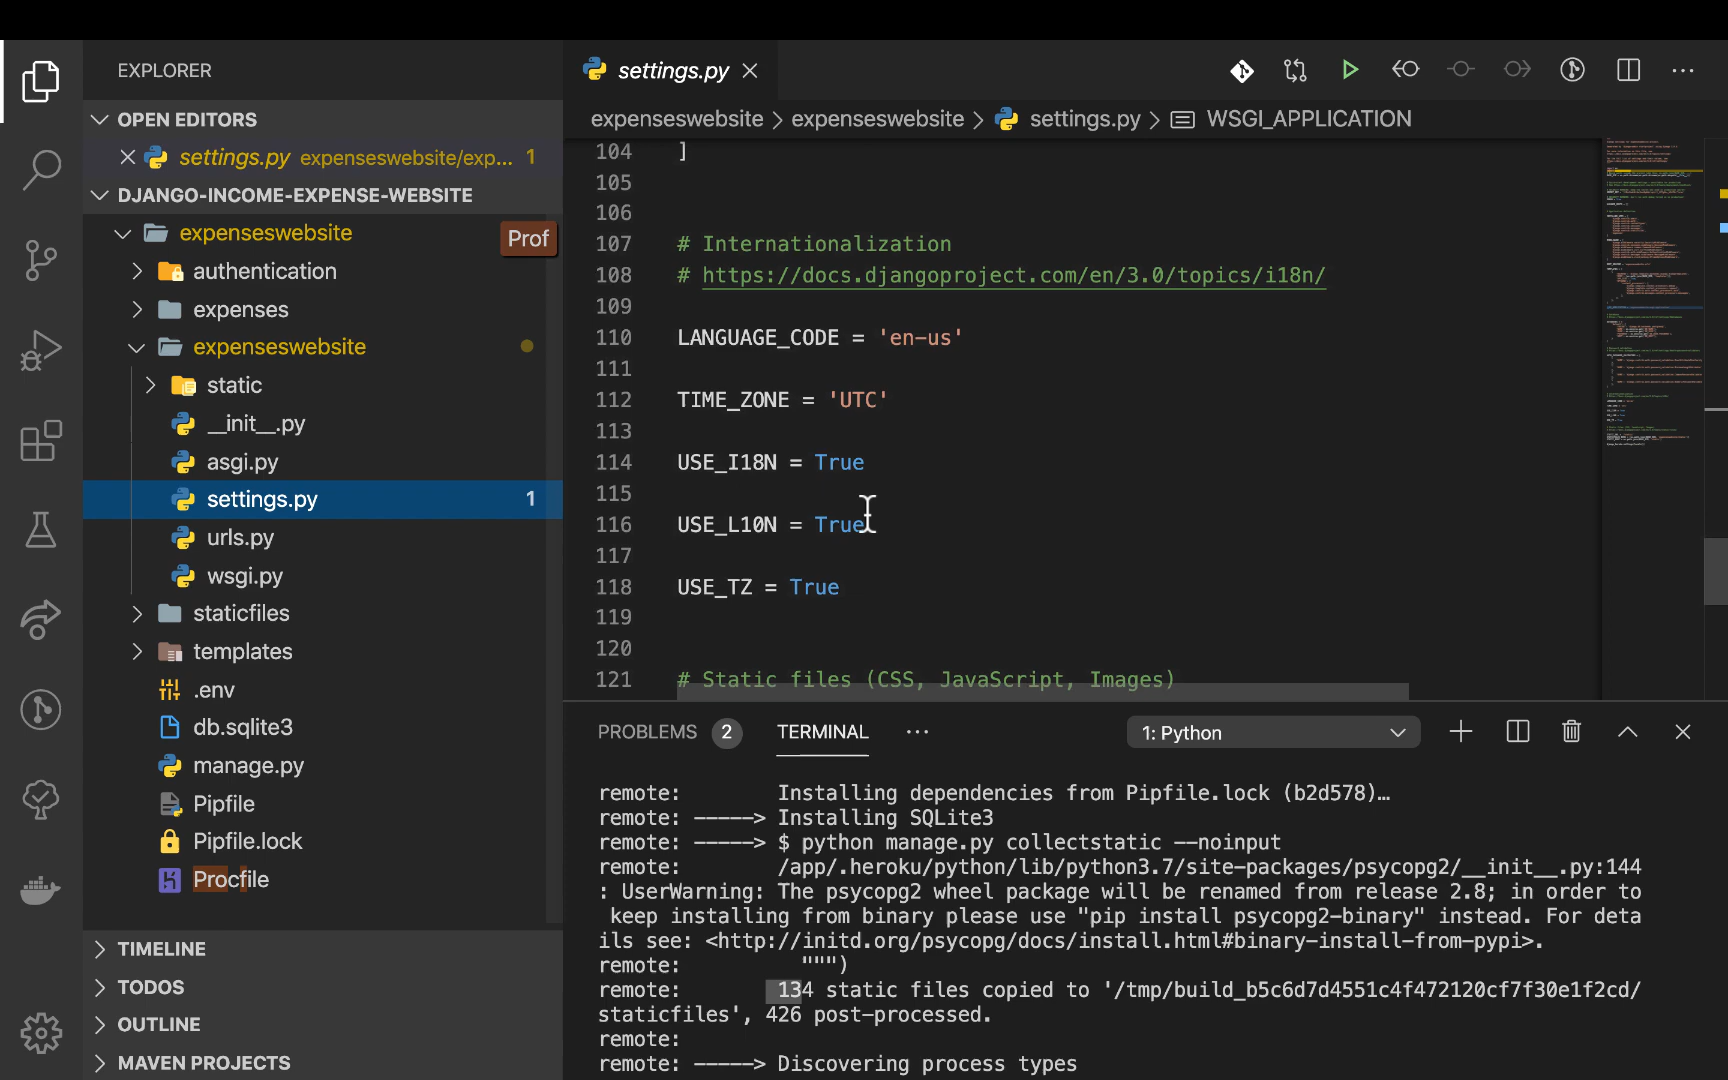 EXPLORER
OPEN EDITORS
settings.py expenseswebsite/exp... 1
DJANGO-INCOME-EXPENSE-WEBSITE
expenseswebsite
Prof
authentication
expenses
expenseswebsite
static
__init__.py
asgi.py
settings.py 1
urls.py
wsgi.py
staticfiles
templates
.env
db.sqlite3
manage.py
Pipfile
Pipfile.lock
Procfile
TIMELINE
TODOS
OUTLINE
MAVEN PROJECTS
settings.py
expenseswebsite > expenseswebsite > settings.py > WSGI_APPLICATION
104 ]
105
106
107 # Internationalization
108 # https://docs.djangoproject.com/en/3.0/topics/i18n/
109
110 LANGUAGE_CODE = 'en-us'
111
112 TIME_ZONE = 'UTC'
113
114 USE_I18N = True
115
116 USE_L10N = True
117
118 USE_TZ = True
119
120
121 # Static files (CSS, JavaScript, Images)
PROBLEMS 2 TERMINAL ... 1: Python
remote: Installing dependencies from Pipfile.lock (b2d578)…
remote: -----> Installing SQLite3
remote: -----> $ python manage.py collectstatic --noinput
remote: /app/.heroku/python/lib/python3.7/site-packages/psycopg2/__init__.py:144
: UserWarning: The psycopg2 wheel package will be renamed from release 2.8; in order to
keep installing from binary please use "pip install psycopg2-binary" instead. For deta
ils see: <http://initd.org/psycopg/docs/install.html#binary-install-from-pypi>.
remote: """)
remote: 134 static files copied to '/tmp/build_b5c6d7d4551c4f472120cf7f30e1f2cd/
staticfiles', 426 post-processed.
remote:
remote: -----> Discovering process types